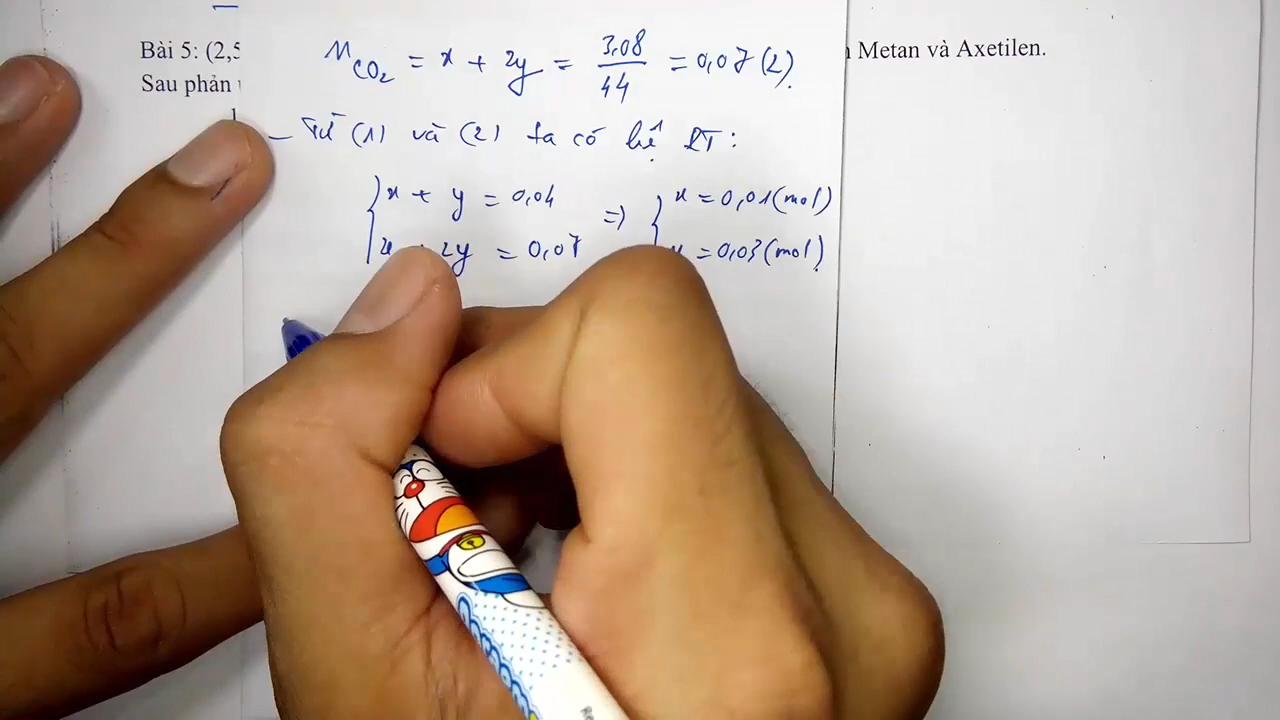 Bài 5: (2,5
n Metan và Axetilen.
Sau phản
n CO2 = x + 2y = 3,08 / 44 = 0,07 (2).
- Từ (1) và (2) ta có hệ PT:
x + y = 0,04 => x = 0,01 (mol)
x + 2y = 0,07 y = 0,03 (mol).